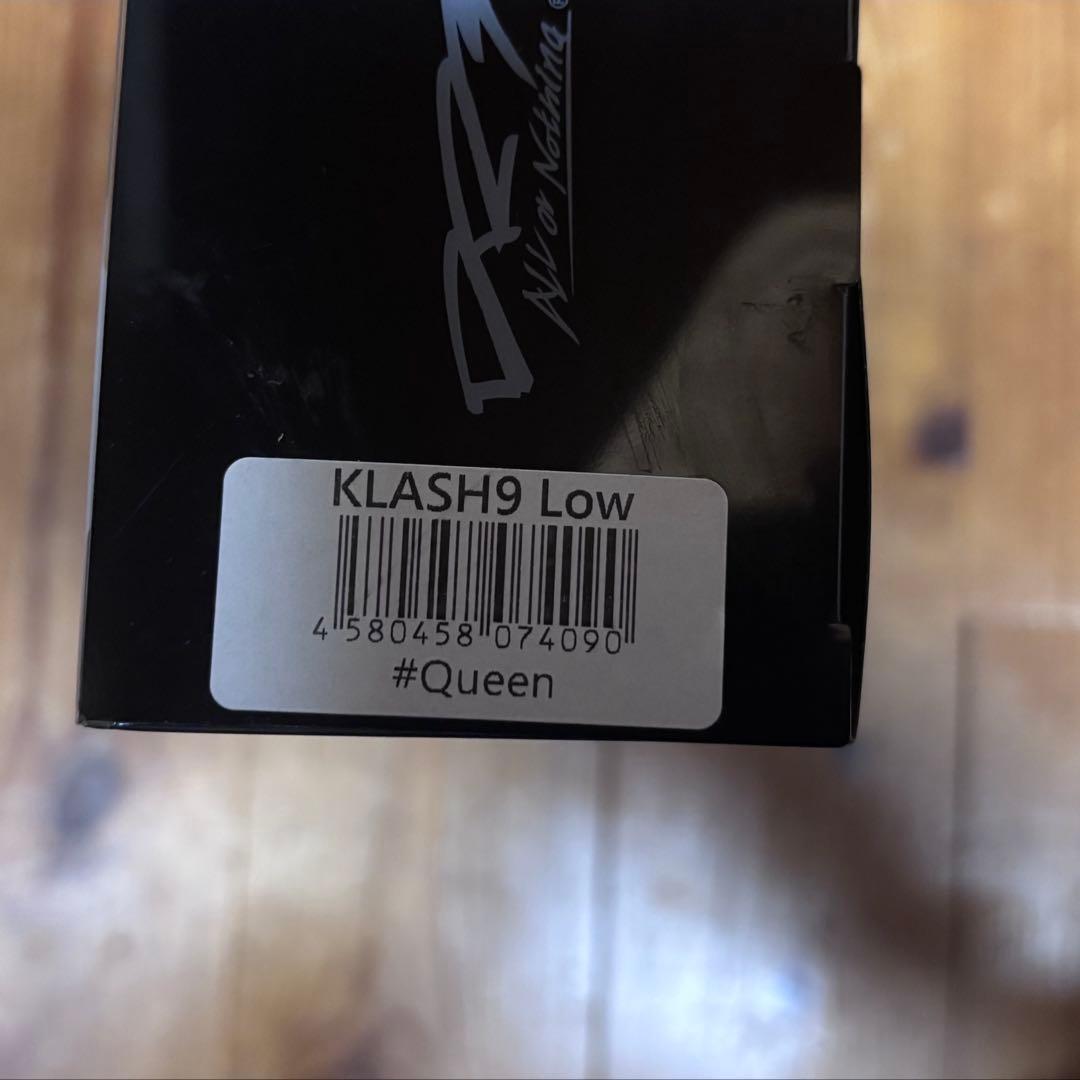 All or Nothing®
KLASH9 Low
4 580458 074090
#Queen